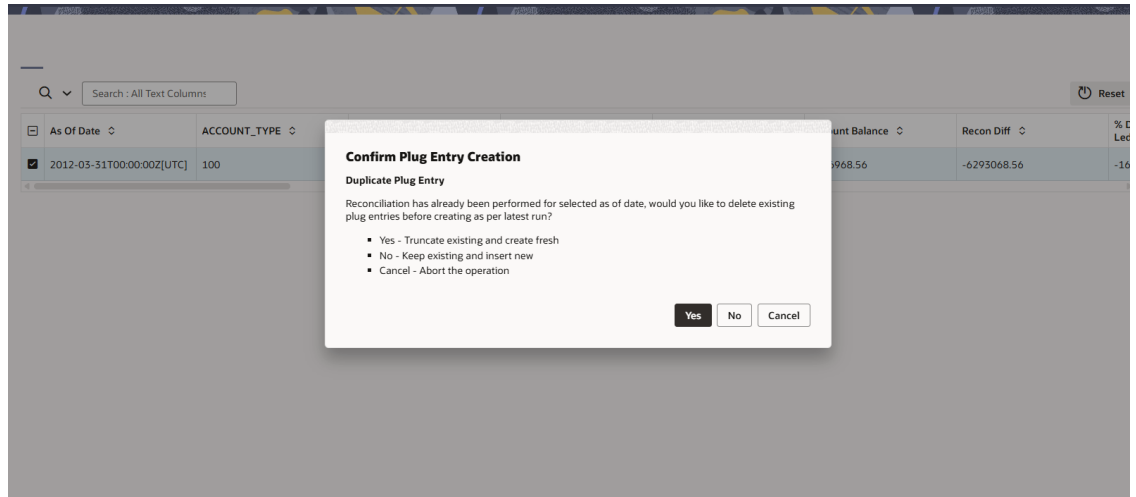 Search : All Text Columns
Reset
As Of Date
ACCOUNT_TYPE
unt Balance
Recon Diff
% D
Led
2012-03-31T00:00:00Z[UTC]
100
968.56
-6293068.56
-16
Confirm Plug Entry Creation
Duplicate Plug Entry
Reconciliation has already been performed for selected as of date, would you like to delete existing
plug entries before creating as per latest run?
Yes - Truncate existing and create fresh
No - Keep existing and insert new
Cancel - Abort the operation
Yes
No
Cancel